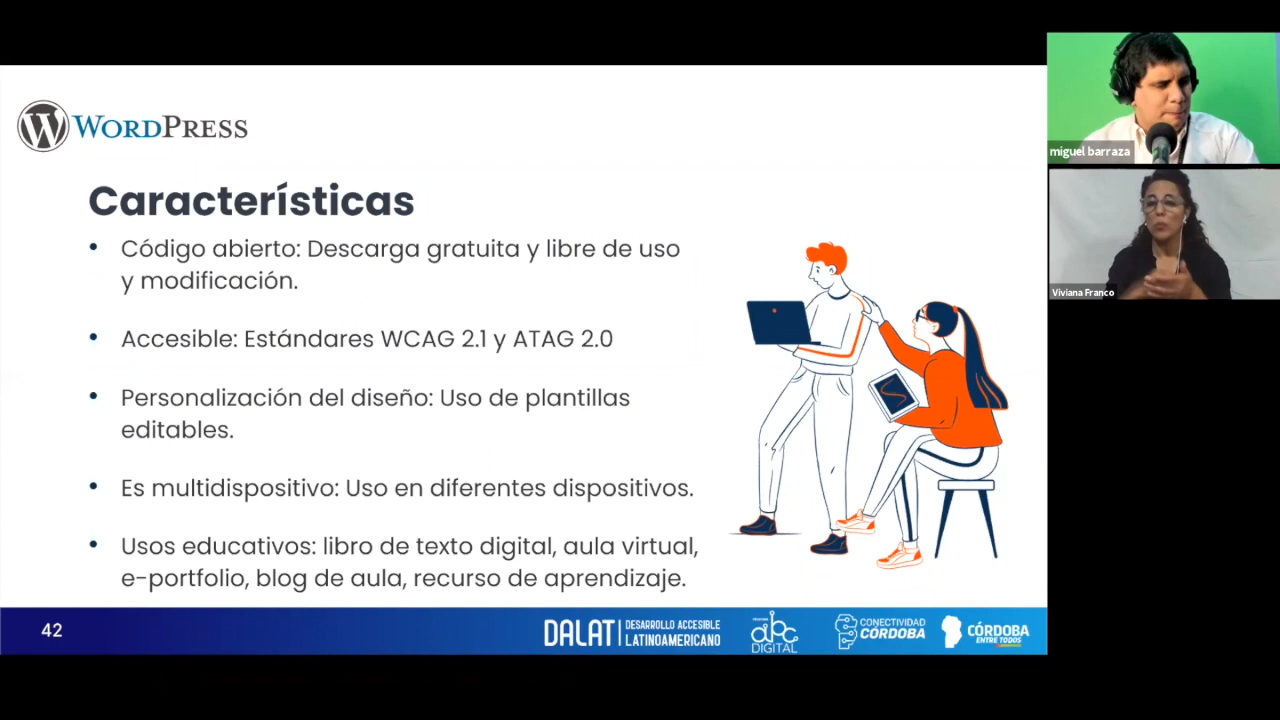 WORDPRESS
Características
• Código abierto: Descarga gratuita y libre de uso
y modificación.
• Accesible: Estándares WCAG 2.1 y ATAG 2.0
• Personalización del diseño: Uso de plantillas
editables.
• Es multidispositivo: Uso en diferentes dispositivos.
• Usos educativos: libro de texto digital, aula virtual,
e-portfolio, blog de aula, recurso de aprendizaje.
42
DALAT
DESARROLLO ACCESIBLE
LATINOAMERICANO
abc
DIGITAL
CONECTIVIDAD
CÓRDOBA
CÓRDOBA
ENTRE TODOS
miguel barraza
Viviana Franco